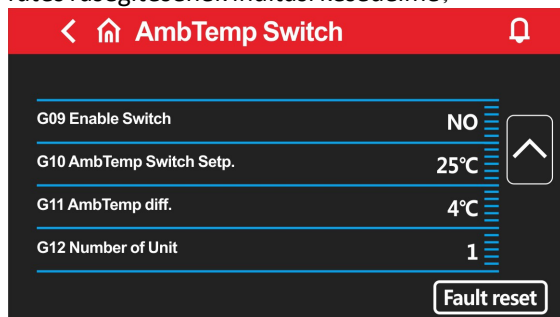 AmbTemp Switch
G09 Enable Switch NO
G10 AmbTemp Switch Setp. 25℃
G11 AmbTemp diff. 4℃
G12 Number of Unit 1
Fault reset